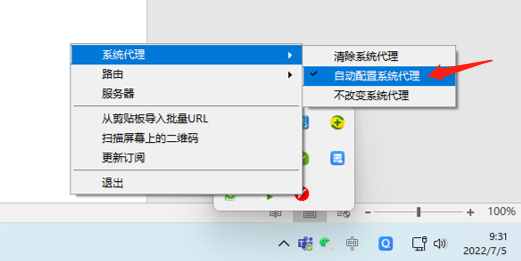 系统代理
路由
服务器
从剪贴板导入批量URL
扫描屏幕上的二维码
更新订阅
退出
清除系统代理
自动配置系统代理
不改变系统代理
100%
中
9:31
2022/7/5